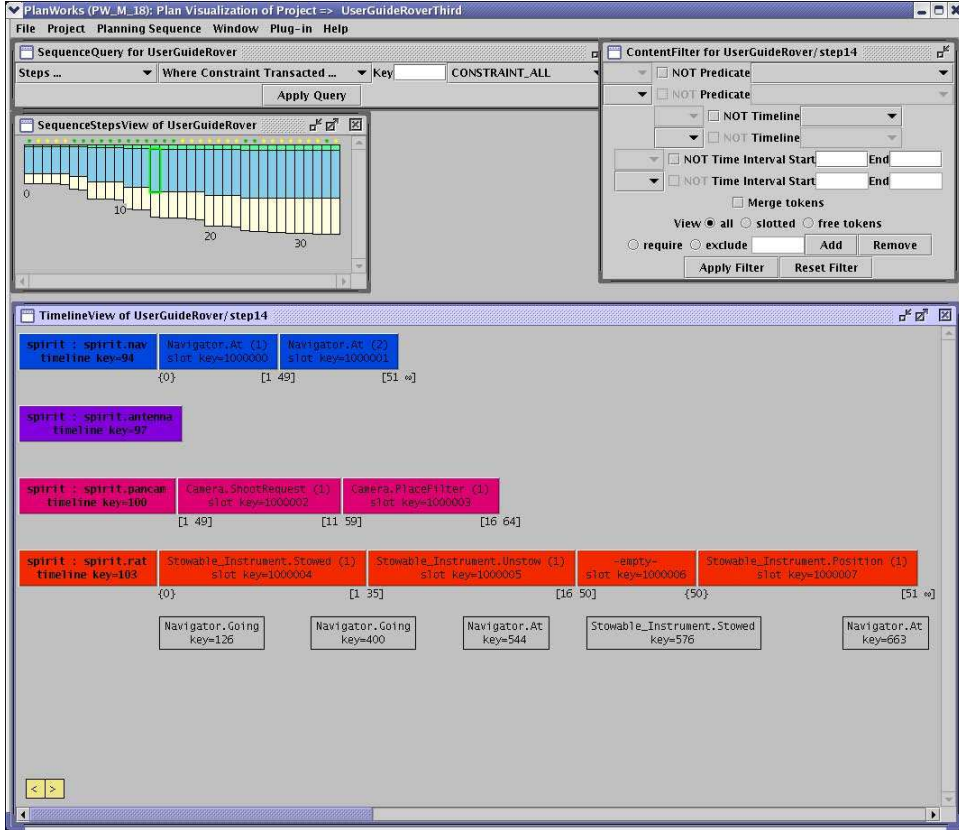 PlanWorks (PW_M_18): Plan Visualization of Project => UserGuideRoverThird
File Project Planning Sequence Window Plug-in Help
SequenceQuery for UserGuideRover
Steps ... Where Constraint Transacted ... Key CONSTRAINT_ALL
Apply Query
SequenceStepsView of UserGuideRover
0
10
20
30
ContentFilter for UserGuideRover/step14
NOT Predicate
NOT Predicate
NOT Timeline
NOT Timeline
NOT Time Interval Start End
NOT Time Interval Start End
Merge tokens
View all slotted free tokens
require exclude Add Remove
Apply Filter Reset Filter
TimelineView of UserGuideRover/step14
spirit : spirit.nav Navigator.At (1) Navigator.At (2)
timeline key=94 slot key=1000000 slot key=1000001
{0} [1 49] [51 ∞]
spirit : spirit.antenna
timeline key=97
spirit : spirit.pancam Camera.ShootRequest (1) Camera.PlaceFilter (1)
timeline key=100 slot key=1000002 slot key=1000003
[1 49] [11 59] [16 64]
spirit : spirit.rat Stowable_Instrument.Stowed (1) Stowable_Instrument.Unstow (1) -empty- Stowable_Instrument.Position (1)
timeline key=103 slot key=1000004 slot key=1000005 slot key=1000006 slot key=1000007
{0} [1 35] [16 50] {50} [51 ∞]
Navigator.Going Navigator.Going Navigator.At Stowable_Instrument.Stowed Navigator.At
key=126 key=400 key=544 key=576 key=663
< >